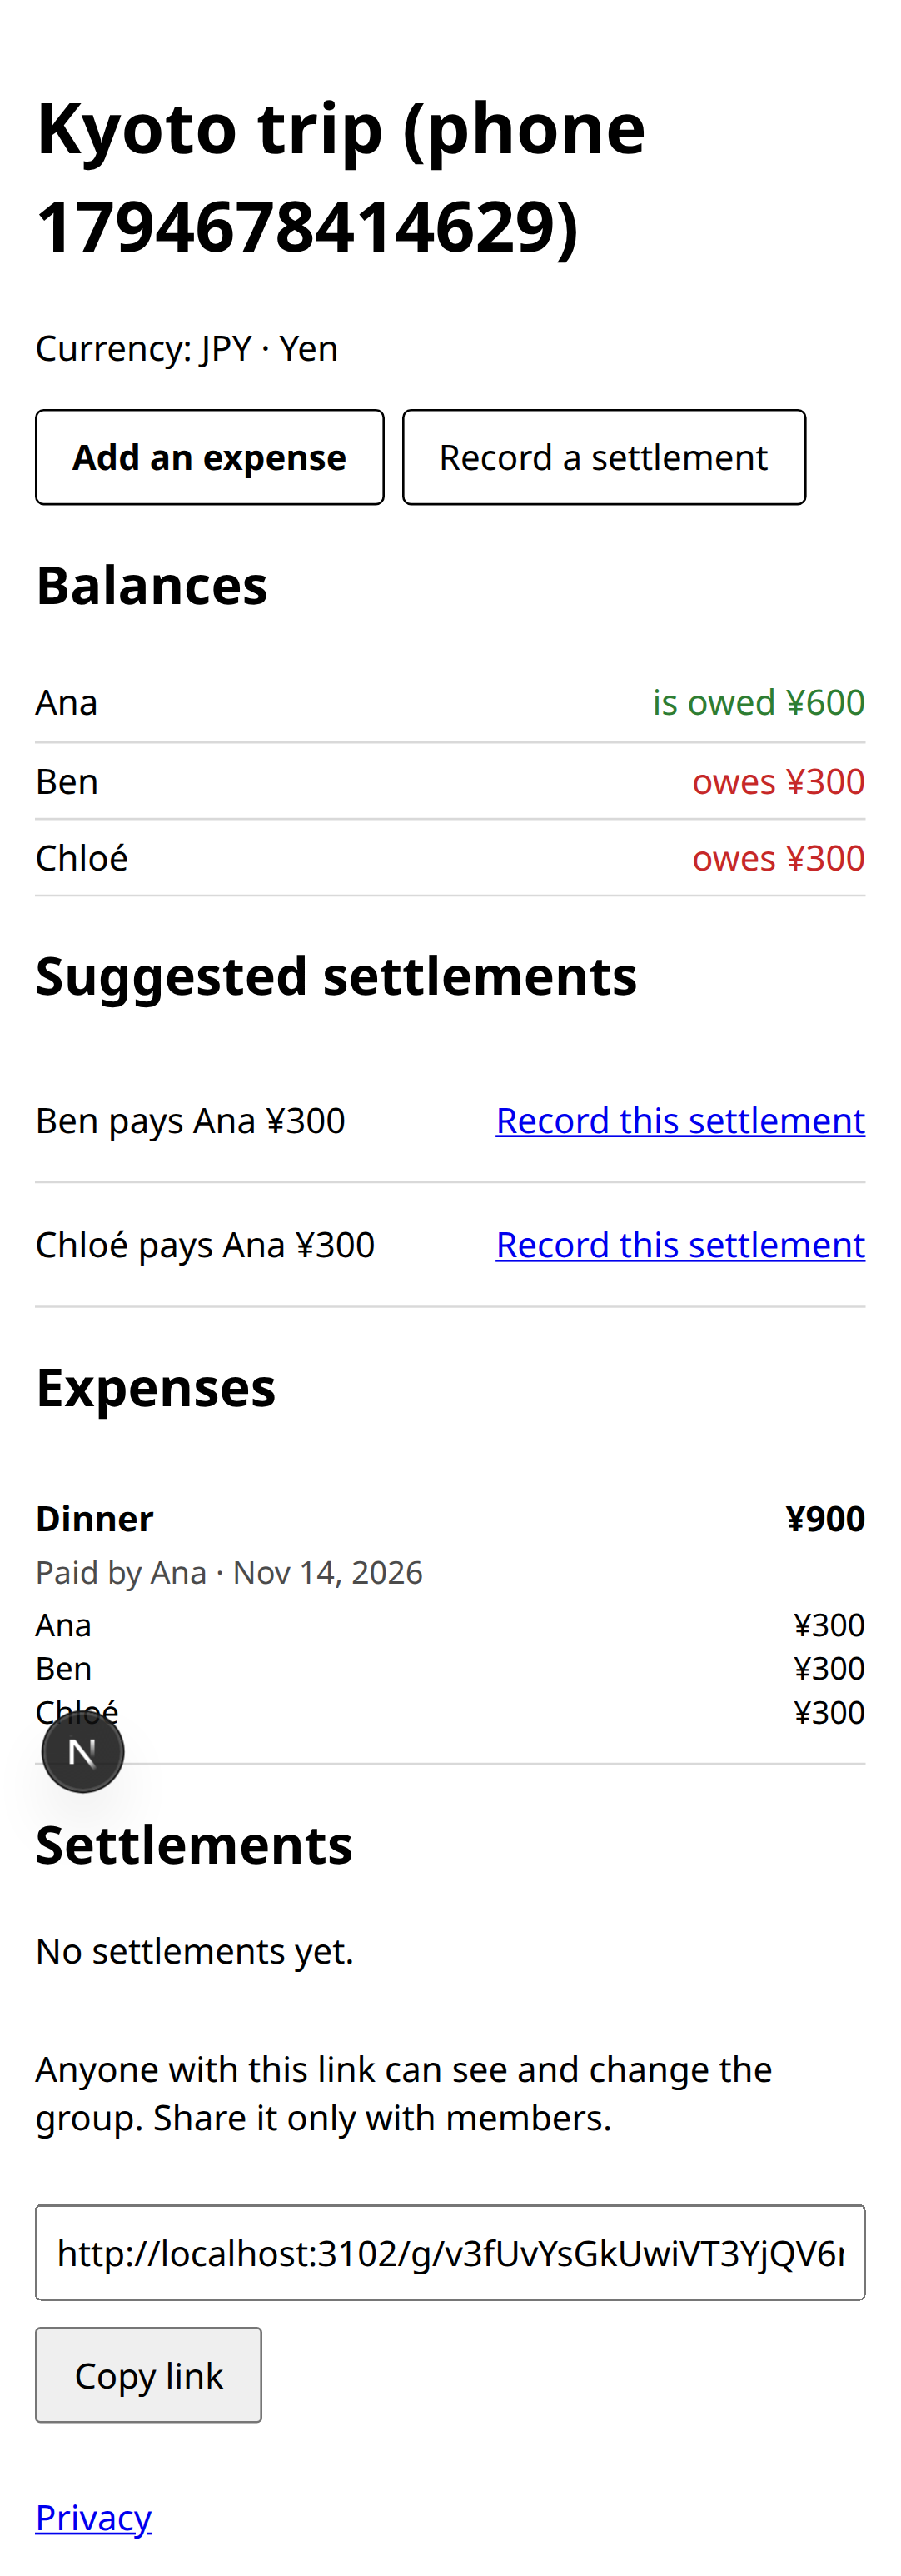 Kyoto trip (phone
1794678414629)
Currency: JPY · Yen
Add an expense
Record a settlement
Balances
Ana is owed ¥600
Ben owes ¥300
Chloé owes ¥300
Suggested settlements
Ben pays Ana ¥300 Record this settlement
Chloé pays Ana ¥300 Record this settlement
Expenses
Dinner ¥900
Paid by Ana · Nov 14, 2026
Ana ¥300
Ben ¥300
Chloé ¥300
N
Settlements
No settlements yet.
Anyone with this link can see and change the
group. Share it only with members.
http://localhost:3102/g/v3fUvYsGkUwiVT3YjQV6
Copy link
Privacy